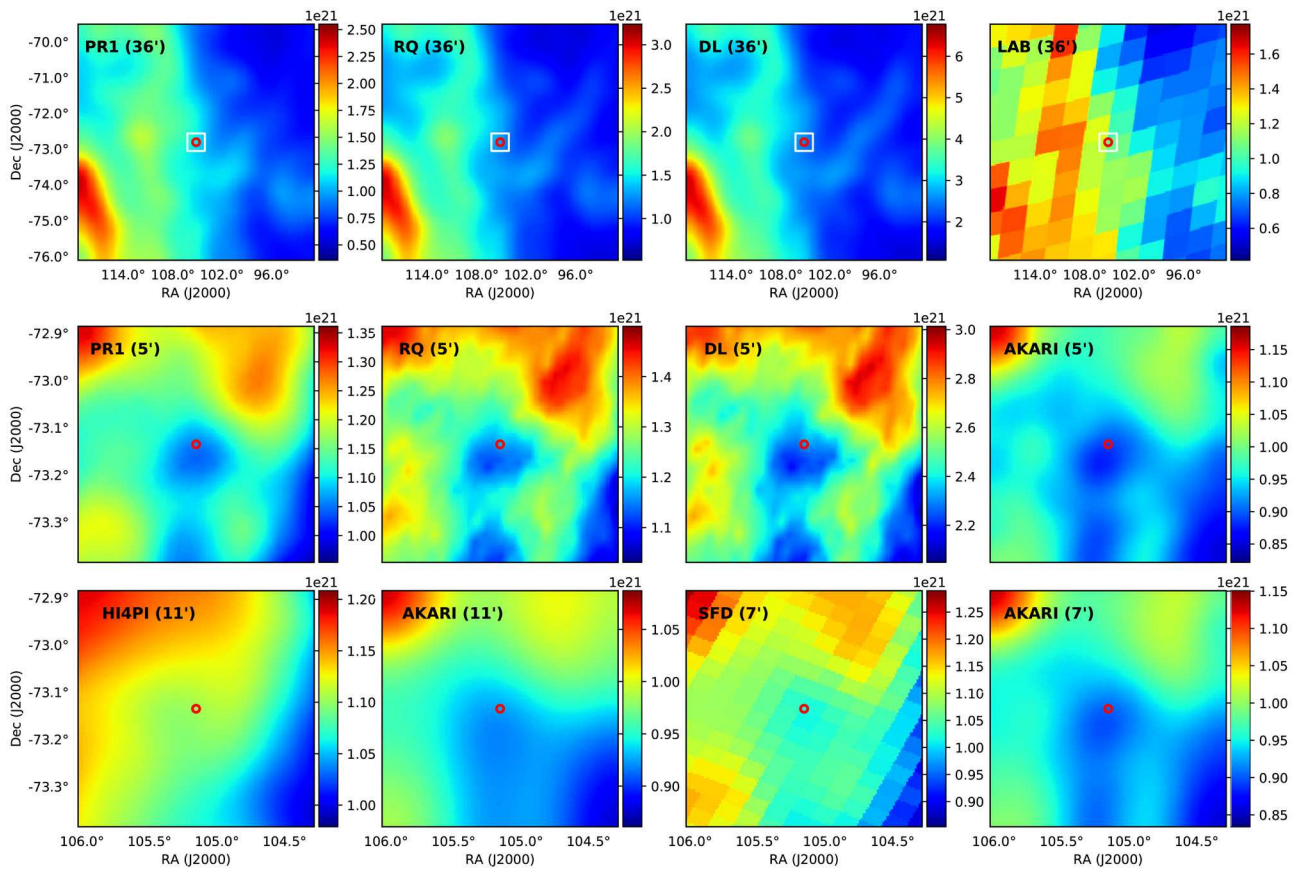 1e21 1e21 1e21 1e21
PR1 (36') RQ (36') DL (36') LAB (36')
-70.0° -71.0° -72.0° -73.0° -74.0° -75.0° -76.0°
Dec (J2000)
2.50 2.25 2.00 1.75 1.50 1.25 1.00 0.75 0.50
3.0 2.5 2.0 1.5 1.0
6 5 4 3 2
1.6 1.4 1.2 1.0 0.8 0.6
114.0° 108.0° 102.0° 96.0° 114.0° 108.0° 102.0° 96.0° 114.0° 108.0° 102.0° 96.0° 114.0° 108.0° 102.0° 96.0°
RA (J2000) RA (J2000) RA (J2000) RA (J2000)
1e21 1e21 1e21 1e21
PR1 (5') RQ (5') DL (5') AKARI (5')
-72.9° -73.0° -73.1° -73.2° -73.3°
Dec (J2000)
1.35 1.30 1.25 1.20 1.15 1.10 1.05 1.00
1.4 1.3 1.2 1.1
3.0 2.8 2.6 2.4 2.2
1.15 1.10 1.05 1.00 0.95 0.90 0.85
1e21 1e21 1e21 1e21
HI4PI (11') AKARI (11') SFD (7') AKARI (7')
-72.9° -73.0° -73.1° -73.2° -73.3°
Dec (J2000)
1.20 1.15 1.10 1.05 1.00
1.05 1.00 0.95 0.90
1.25 1.20 1.15 1.10 1.05 1.00 0.95 0.90
1.15 1.10 1.05 1.00 0.95 0.90 0.85
106.0° 105.5° 105.0° 104.5° 106.0° 105.5° 105.0° 104.5° 106.0° 105.5° 105.0° 104.5° 106.0° 105.5° 105.0° 104.5°
RA (J2000) RA (J2000) RA (J2000) RA (J2000)